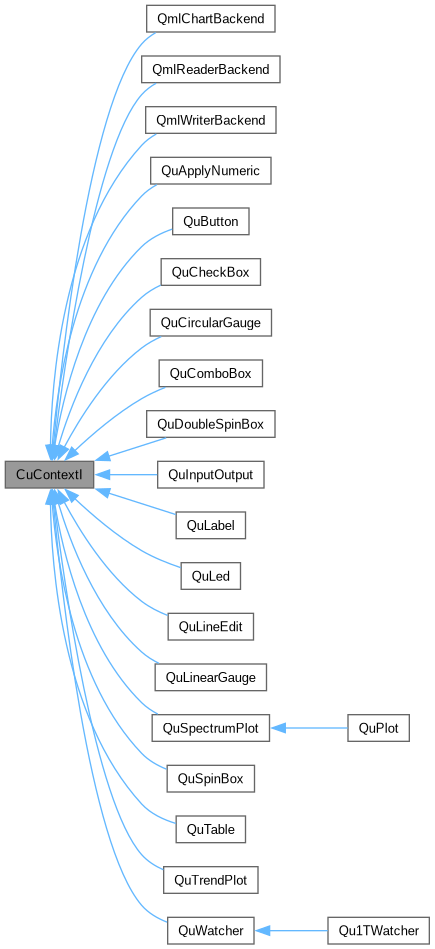 QmlChartBackend
QmlReaderBackend
QmlWriterBackend
QuApplyNumeric
QuButton
QuCheckBox
QuCircularGauge
QuComboBox
QuDoubleSpinBox
CuContextI
QuInputOutput
QuLabel
QuLed
QuLineEdit
QuLinearGauge
QuSpectrumPlot
QuPlot
QuSpinBox
QuTable
QuTrendPlot
QuWatcher
Qu1TWatcher